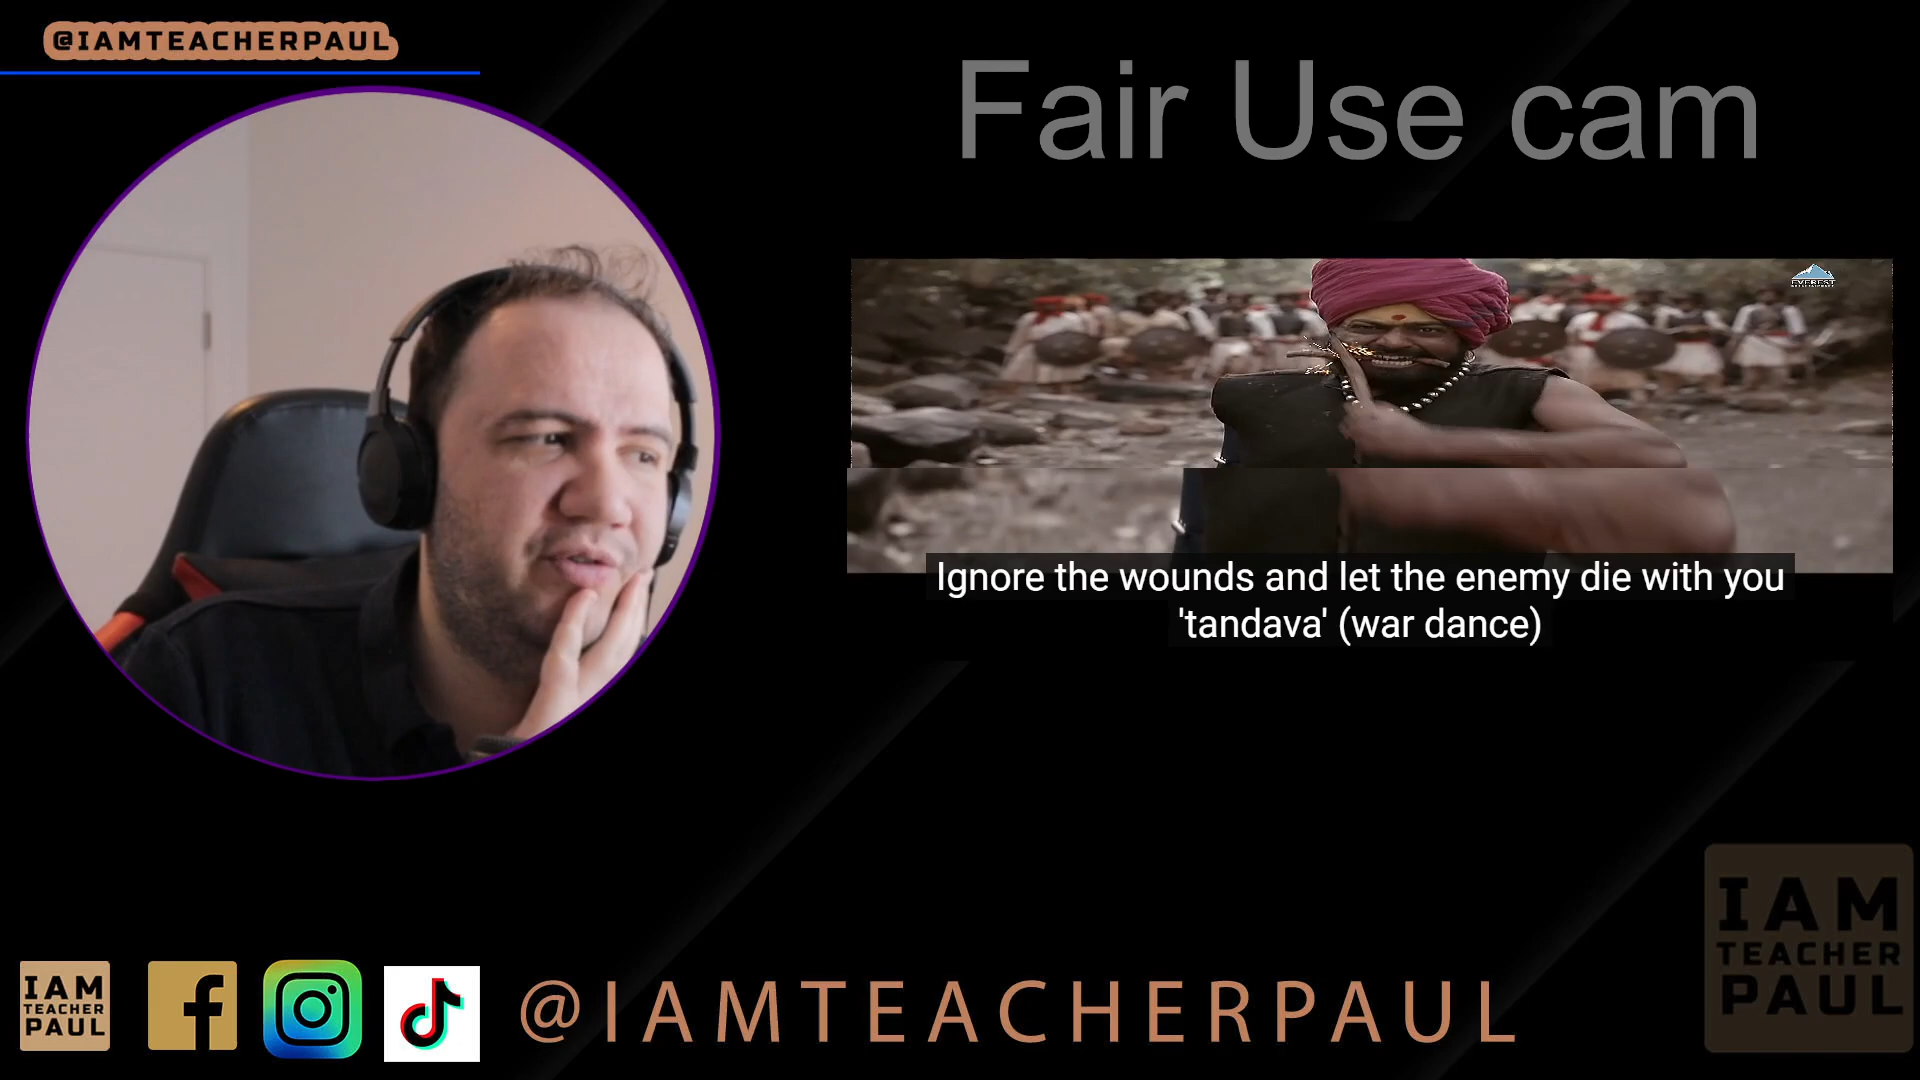 @IAMTEACHERPAUL
Fair Use cam
EVEREST
Ignore the wounds and let the enemy die with you
'tandava' (war dance)
IAM
TEACHER
PAUL
IAM
TEACHER
PAUL
@IAMTEACHERPAUL